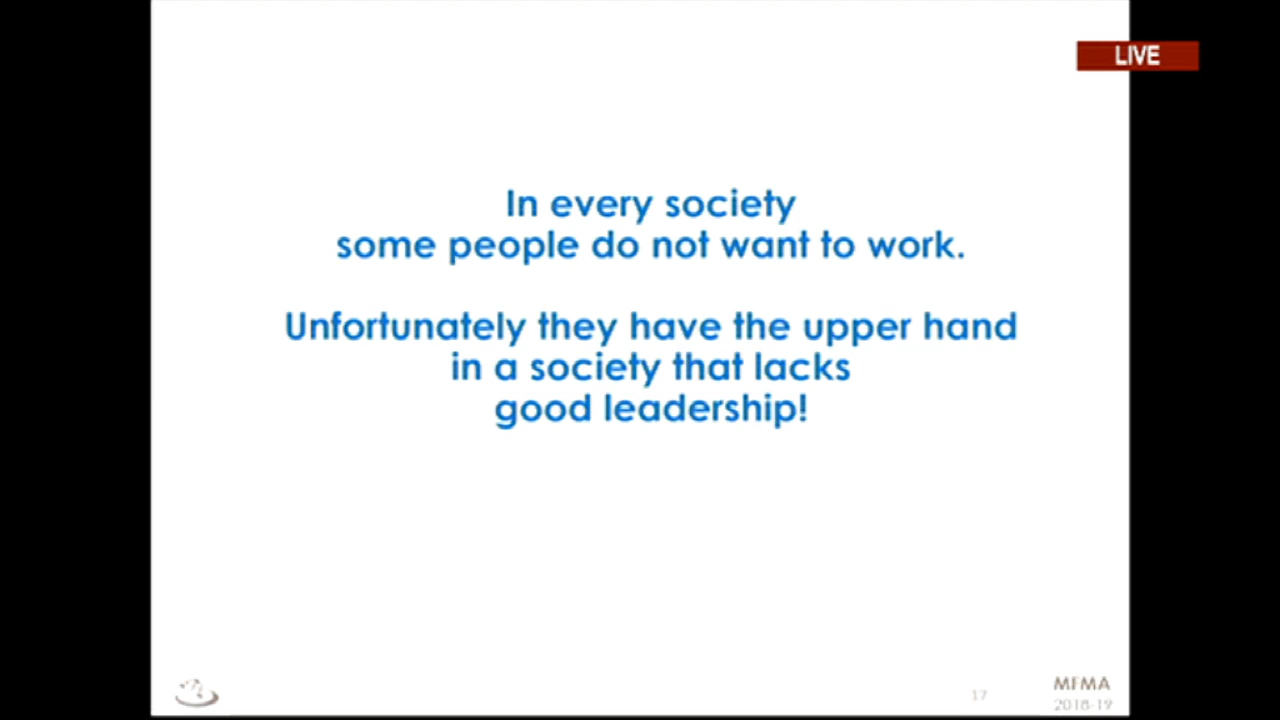 LIVE
In every society
some people do not want to work.
Unfortunately they have the upper hand
in a society that lacks
good leadership!
17
MFMA
2018-19